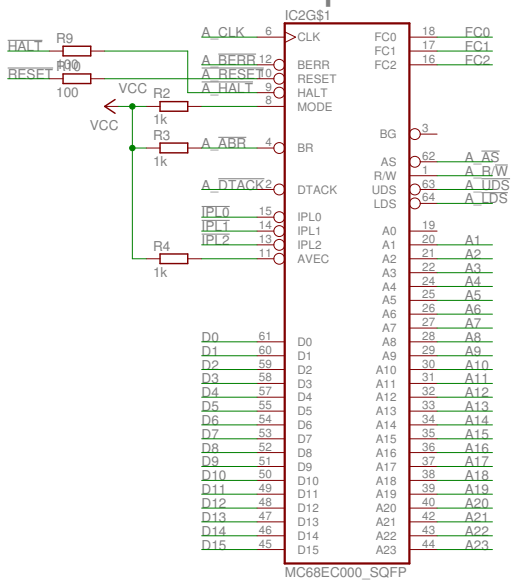 IC2G$1
A_CLK 6 CLK FC0 18 FC0
FC1 17 FC1
FC2 16 FC2
HALT R9 100
A_BERR 12 BERR
RESET R10 100 A_RESET 10 RESET
A_HALT 9 HALT
VCC R2 1k 8 MODE
VCC
BG 3
R3 1k A_ABR 4 BR
AS 62 A_AS
R/W 1 A_R/W
A_DTACK 2 DTACK UDS 63 A_UDS
LDS 64 A_LDS
IPL0 15 IPL0
IPL1 14 IPL1
IPL2 13 IPL2
R4 1k 11 AVEC
A0 19
A1 20 A1
A2 21 A2
A3 22 A3
A4 24 A4
A5 25 A5
A6 26 A6
A7 27 A7
D0 61 D0 A8 28 A8
D1 60 D1 A9 29 A9
D2 59 D2 A10 30 A10
D3 58 D3 A11 31 A11
D4 57 D4 A12 32 A12
D5 55 D5 A13 33 A13
D6 54 D6 A14 34 A14
D7 53 D7 A15 35 A15
D8 52 D8 A16 36 A16
D9 51 D9 A17 37 A17
D10 50 D10 A18 38 A18
D11 49 D11 A19 39 A19
D12 48 D12 A20 40 A20
D13 47 D13 A21 42 A21
D14 46 D14 A22 43 A22
D15 45 D15 A23 44 A23
MC68EC000_SQFP